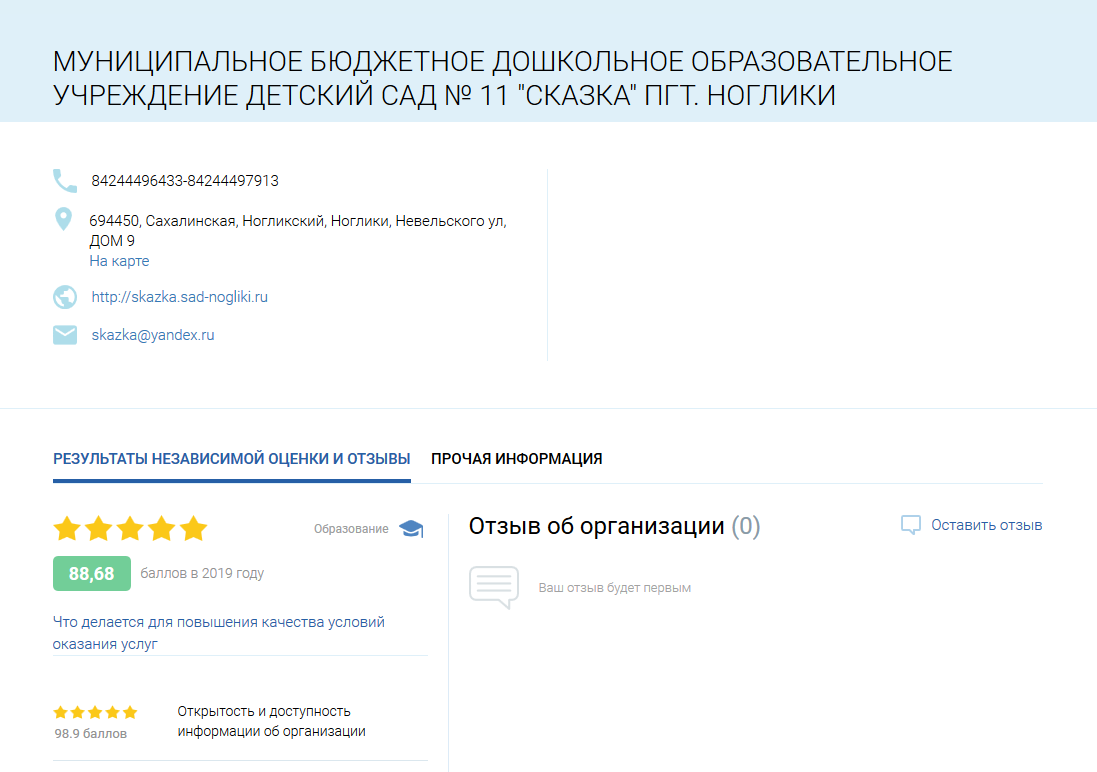 МУНИЦИПАЛЬНОЕ БЮДЖЕТНОЕ ДОШКОЛЬНОЕ ОБРАЗОВАТЕЛЬНОЕ
УЧРЕЖДЕНИЕ ДЕТСКИЙ САД № 11 "СКАЗКА" ПГТ. НОГЛИКИ
84244496433-84244497913
694450, Сахалинская, Ногликский, Ноглики, Невельского ул,
ДОМ 9
На карте
http://skazka.sad-nogliki.ru
skazka@yandex.ru
РЕЗУЛЬТАТЫ НЕЗАВИСИМОЙ ОЦЕНКИ И ОТЗЫВЫ
ПРОЧАЯ ИНФОРМАЦИЯ
Образование
88,68 баллов в 2019 году
Что делается для повышения качества условий
оказания услуг
98.9 баллов
Открытость и доступность
информации об организации
Отзыв об организации (0)
Оставить отзыв
Ваш отзыв будет первым